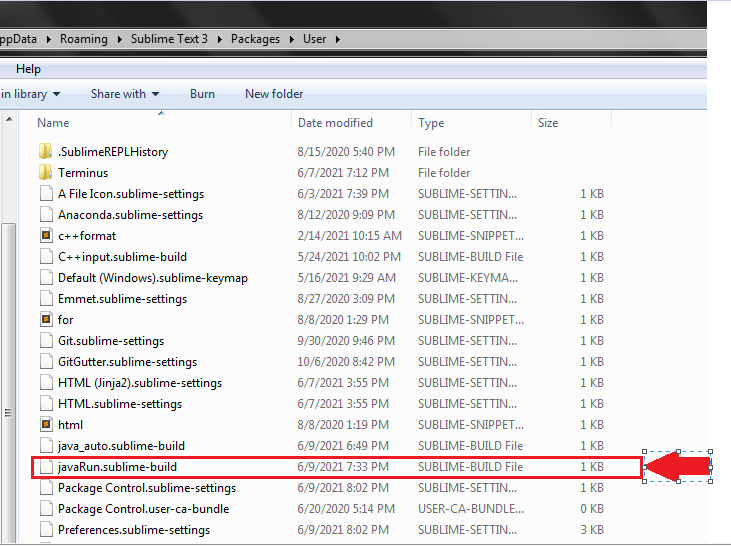 ppData ▸ Roaming ▸ Sublime Text 3 ▸ Packages ▸ User ▸
Help
in library Share with Burn New folder
Name Date modified Type Size
.SublimeREPLHistory 8/15/2020 5:40 PM File folder
Terminus 6/7/2021 7:12 PM File folder
A File Icon.sublime-settings 6/3/2021 7:39 PM SUBLIME-SETTIN... 1 KB
Anaconda.sublime-settings 8/12/2020 9:09 PM SUBLIME-SETTIN... 1 KB
c++format 2/14/2021 10:15 AM SUBLIME-SNIPPET... 1 KB
C++input.sublime-build 5/24/2021 10:02 PM SUBLIME-BUILD File 1 KB
Default (Windows).sublime-keymap 5/16/2021 9:29 AM SUBLIME-KEYMA... 1 KB
Emmet.sublime-settings 8/27/2020 3:09 PM SUBLIME-SETTIN... 1 KB
for 8/8/2020 1:29 PM SUBLIME-SNIPPET... 1 KB
Git.sublime-settings 9/30/2020 9:46 PM SUBLIME-SETTIN... 1 KB
GitGutter.sublime-settings 10/6/2020 8:42 PM SUBLIME-SETTIN... 1 KB
HTML (Jinja2).sublime-settings 6/7/2021 3:55 PM SUBLIME-SETTIN... 1 KB
HTML.sublime-settings 6/7/2021 3:55 PM SUBLIME-SETTIN... 1 KB
html 8/8/2020 1:19 PM SUBLIME-SNIPPET... 1 KB
java_auto.sublime-build 6/9/2021 6:49 PM SUBLIME-BUILD File 1 KB
javaRun.sublime-build 6/9/2021 7:33 PM SUBLIME-BUILD File 1 KB
Package Control.sublime-settings 6/9/2021 8:02 PM SUBLIME-SETTIN... 1 KB
Package Control.user-ca-bundle 6/20/2020 5:14 PM USER-CA-BUNDLE... 0 KB
Preferences.sublime-settings 6/9/2021 8:02 PM SUBLIME-SETTIN... 3 KB